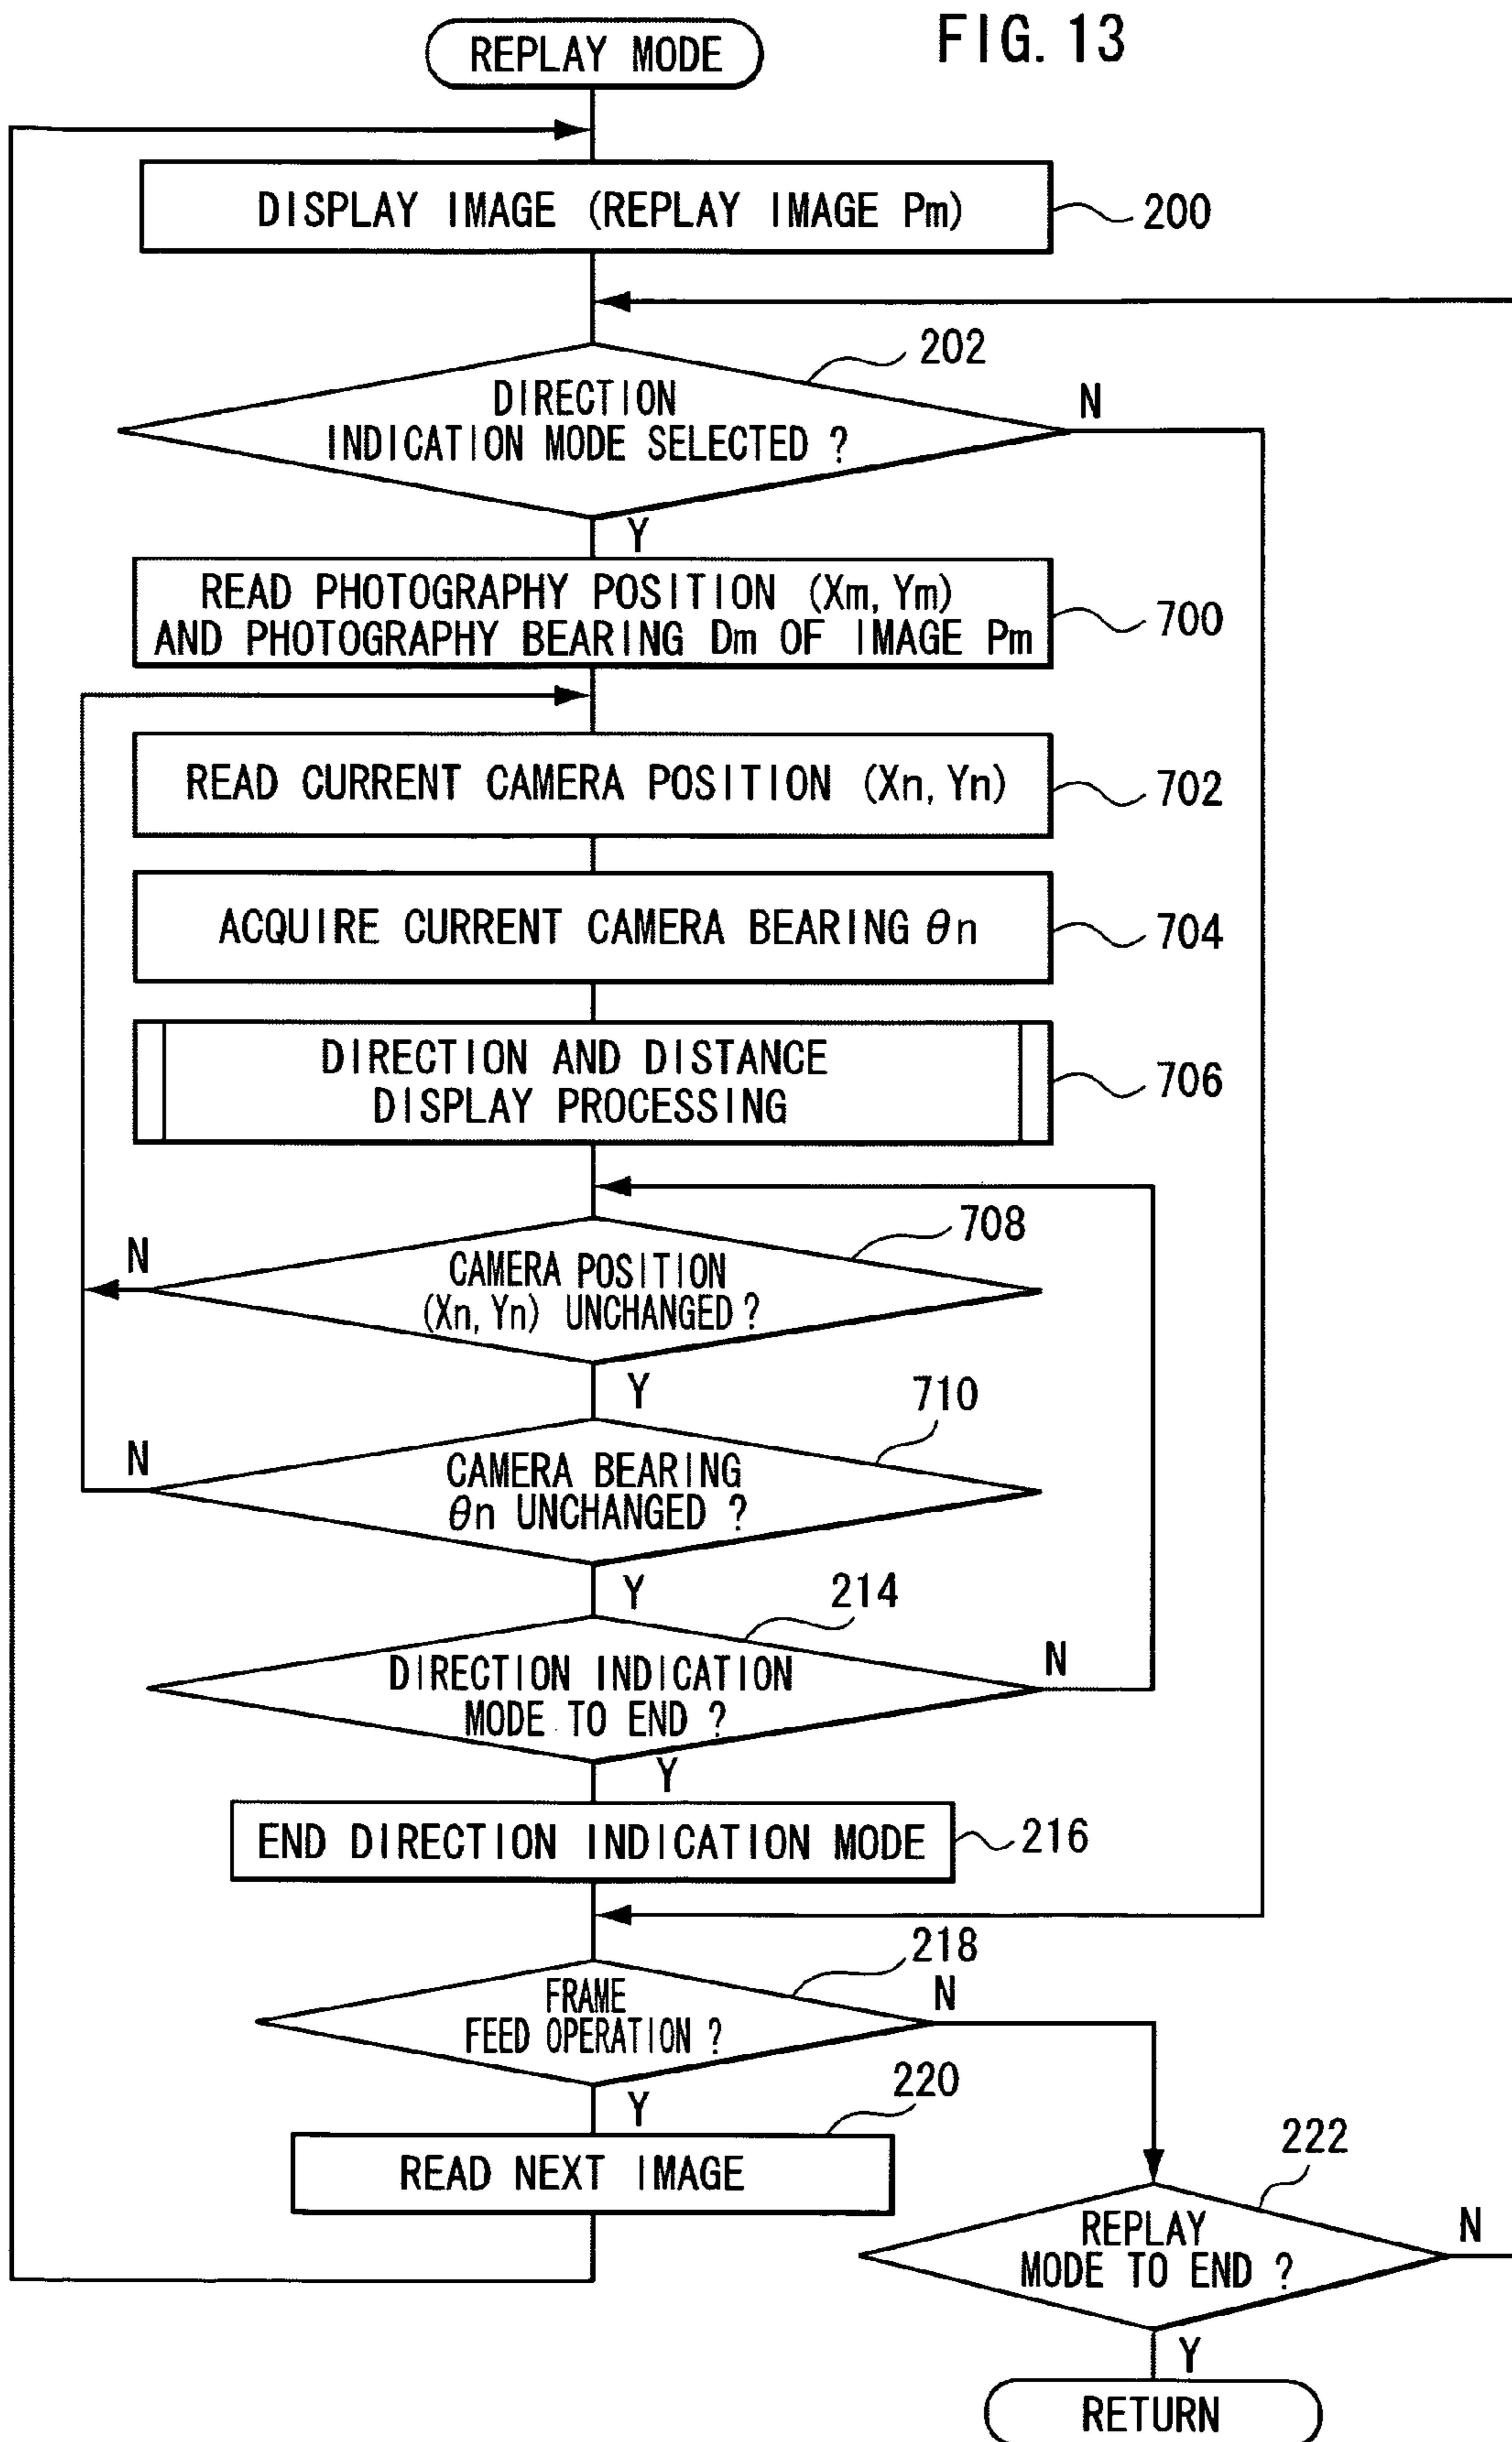 FIG. 13
REPLAY MODE
DISPLAY IMAGE (REPLAY IMAGE Pm)
200
202
DIRECTION
INDICATION MODE SELECTED ?
N
Y
READ PHOTOGRAPHY POSITION (Xm, Ym)
AND PHOTOGRAPHY BEARING Dm OF IMAGE Pm
700
READ CURRENT CAMERA POSITION (Xn, Yn)
702
ACQUIRE CURRENT CAMERA BEARING θn
704
DIRECTION AND DISTANCE
DISPLAY PROCESSING
706
708
N
CAMERA POSITION
(Xn, Yn) UNCHANGED ?
Y
710
N
CAMERA BEARING
θn UNCHANGED ?
Y
214
DIRECTION INDICATION
MODE TO END ?
N
Y
END DIRECTION INDICATION MODE
216
218
FRAME
FEED OPERATION ?
N
Y
220
READ NEXT IMAGE
222
REPLAY
MODE TO END ?
N
Y
RETURN